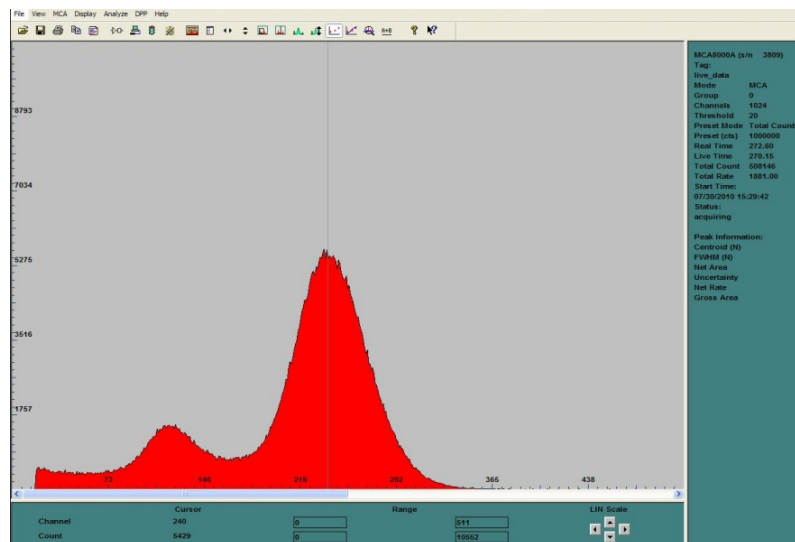 File View MCA Display Analyze DPP Help
MCA8000A (s/n 3809)
Tag:
live_data
Mode MCA
Group 0
Channels 1024
Threshold 20
Preset Mode Total Count
Preset (cts) 1000000
Real Time 272.60
Live Time 270.15
Total Count 508146
Total Rate 1881.00
Start Time:
07/30/2010 15:29:42
Status:
acquiring
Peak Information:
Centroid (N)
FWHM (N)
Net Area
Uncertainty
Net Rate
Gross Area
8793
7034
5275
3516
1757
73 146 219 292 365 438
Cursor Range LIN Scale
Channel 240 0 511
Count 5429 0 10552